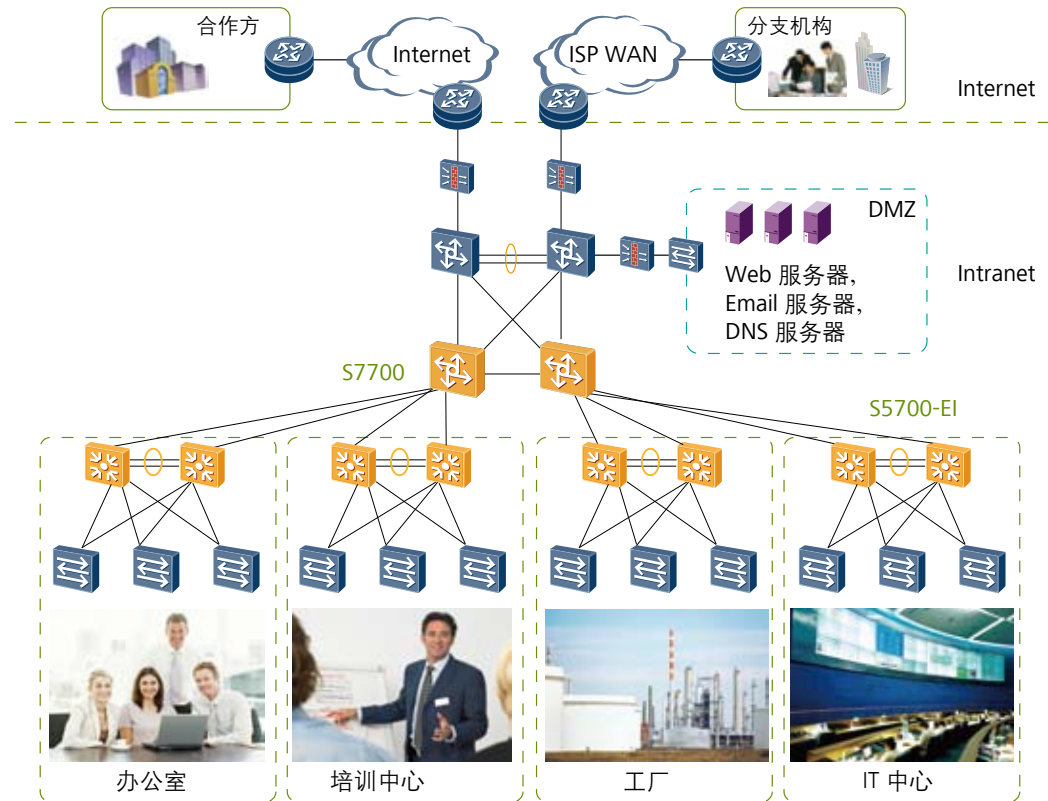 合作方
Internet
ISP WAN
分支机构
Internet
DMZ
Web 服务器,
Email 服务器,
DNS 服务器
Intranet
S7700
S5700-EI
办公室
培训中心
工厂
IT 中心